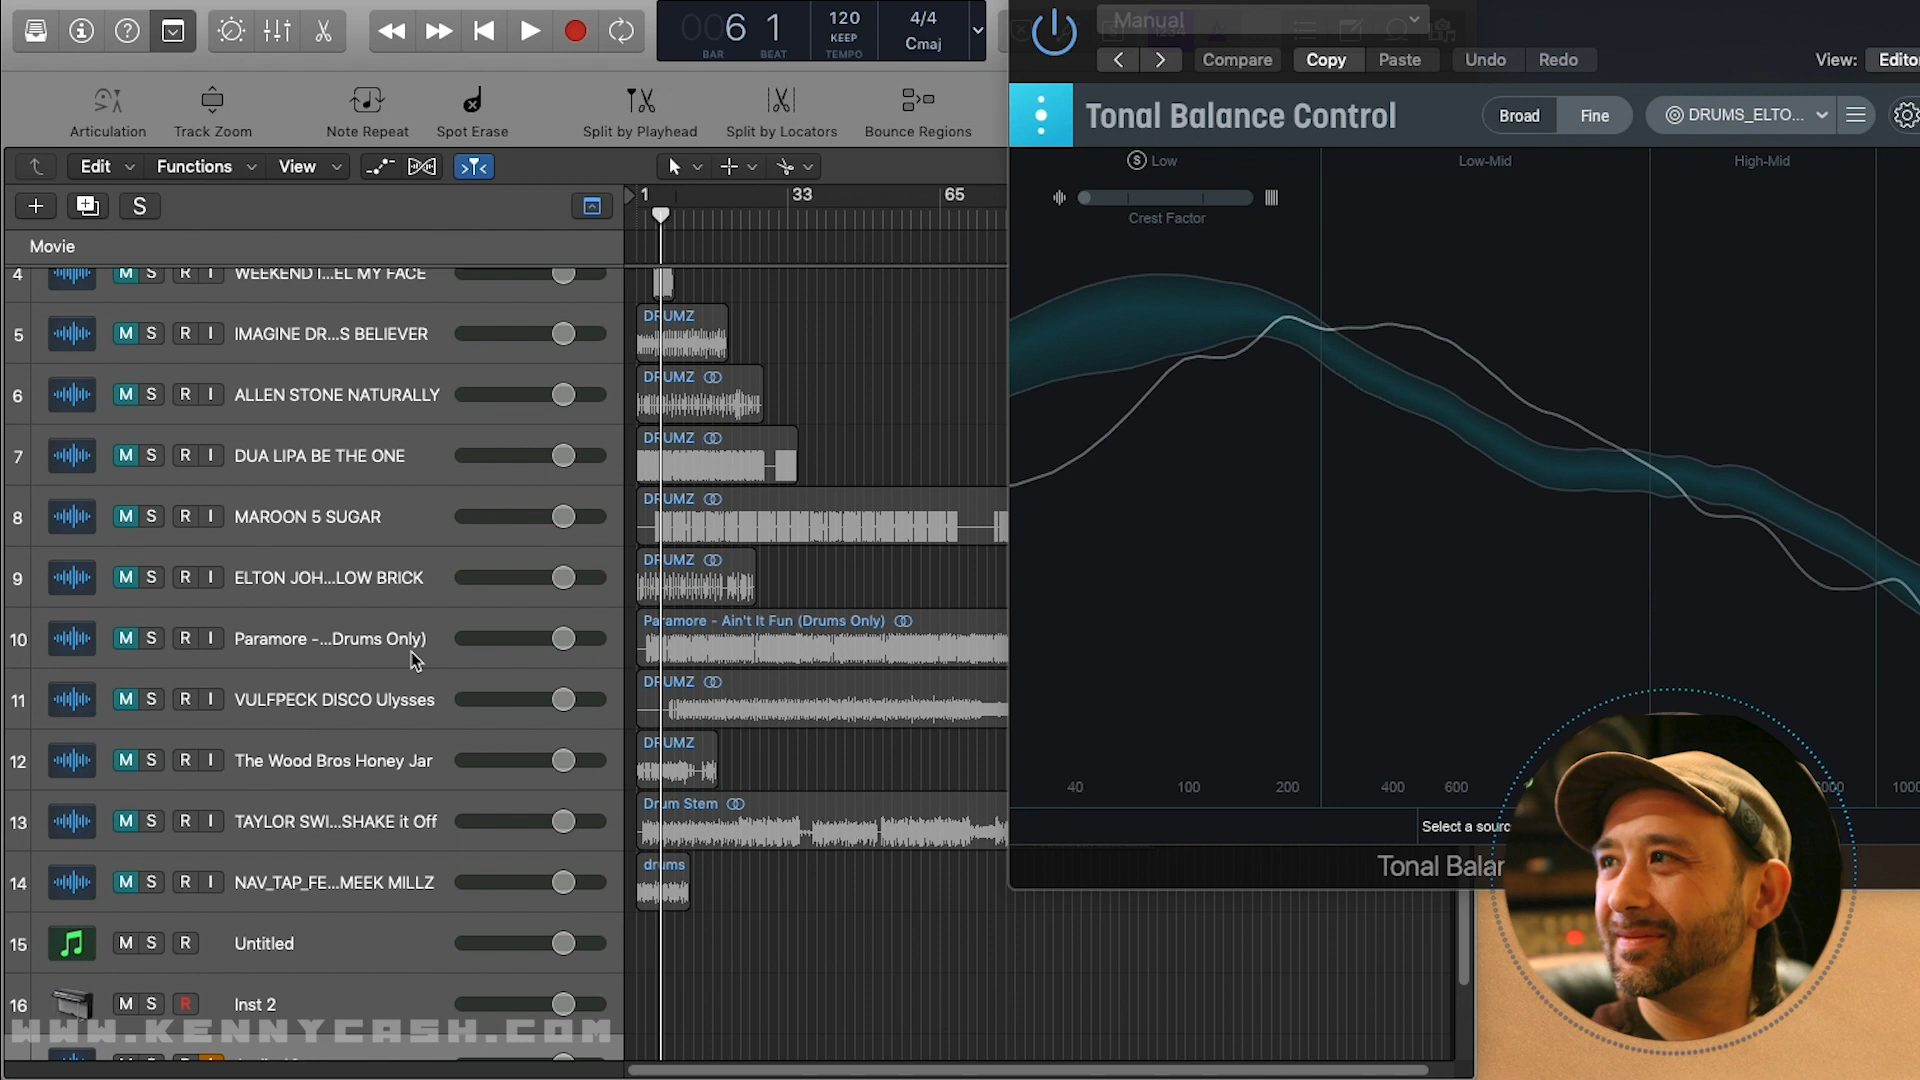 006 1
BAR BEAT
120
KEEP
TEMPO
4/4
Cmaj
Manual
Compare Copy Paste Undo Redo View: Editor
Articulation Track Zoom Note Repeat Spot Erase Split by Playhead Split by Locators Bounce Regions
Tonal Balance Control
Broad Fine DRUMS_ELTO...
Edit Functions View
S Low Low-Mid High-Mid
Crest Factor
S
1 33 65
Movie
4 M S R I WEEKEND I...EL MY FACE
5 M S R I IMAGINE DR...S BELIEVER DRUMZ
6 M S R I ALLEN STONE NATURALLY DRUMZ
7 M S R I DUA LIPA BE THE ONE DRUMZ
8 M S R I MAROON 5 SUGAR DRUMZ
9 M S R I ELTON JOH...LOW BRICK DRUMZ
10 M S R I Paramore -...Drums Only) Paramore - Ain't It Fun (Drums Only)
11 M S R I VULFPECK DISCO Ulysses DRUMZ
12 M S R I The Wood Bros Honey Jar DRUMZ
13 M S R I TAYLOR SWI...SHAKE it Off Drum Stem
14 M S R I NAV_TAP_FE...MEEK MILLZ drums
15 M S R Untitled
16 M S R Inst 2
40 100 200 400 600
Select a sourc
Tonal Balan
WWW.KENNYCASH.COM